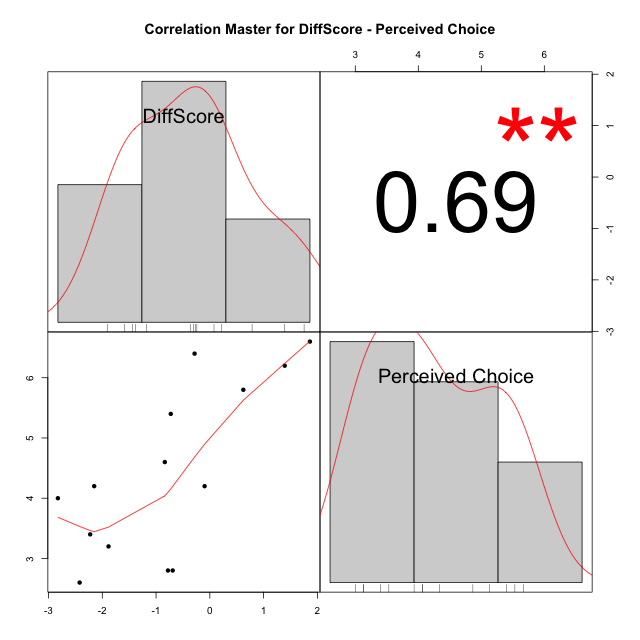 Correlation Master for DiffScore - Perceived Choice
3 4 5 6
DiffScore
**
0.69
2
1
0
-1
-2
-3
Perceived Choice
6
5
4
3
-3 -2 -1 0 1 2